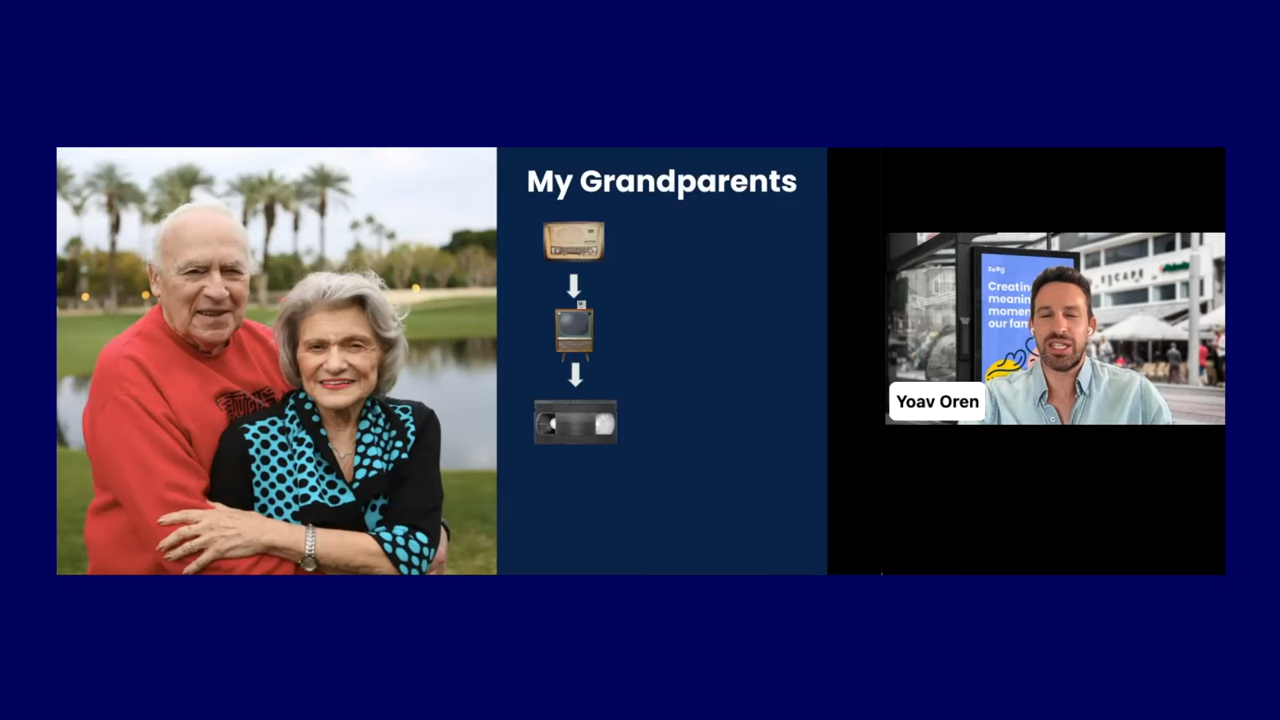 My Grandparents
Creatin
meanin
momen
our fam
Yoav Oren